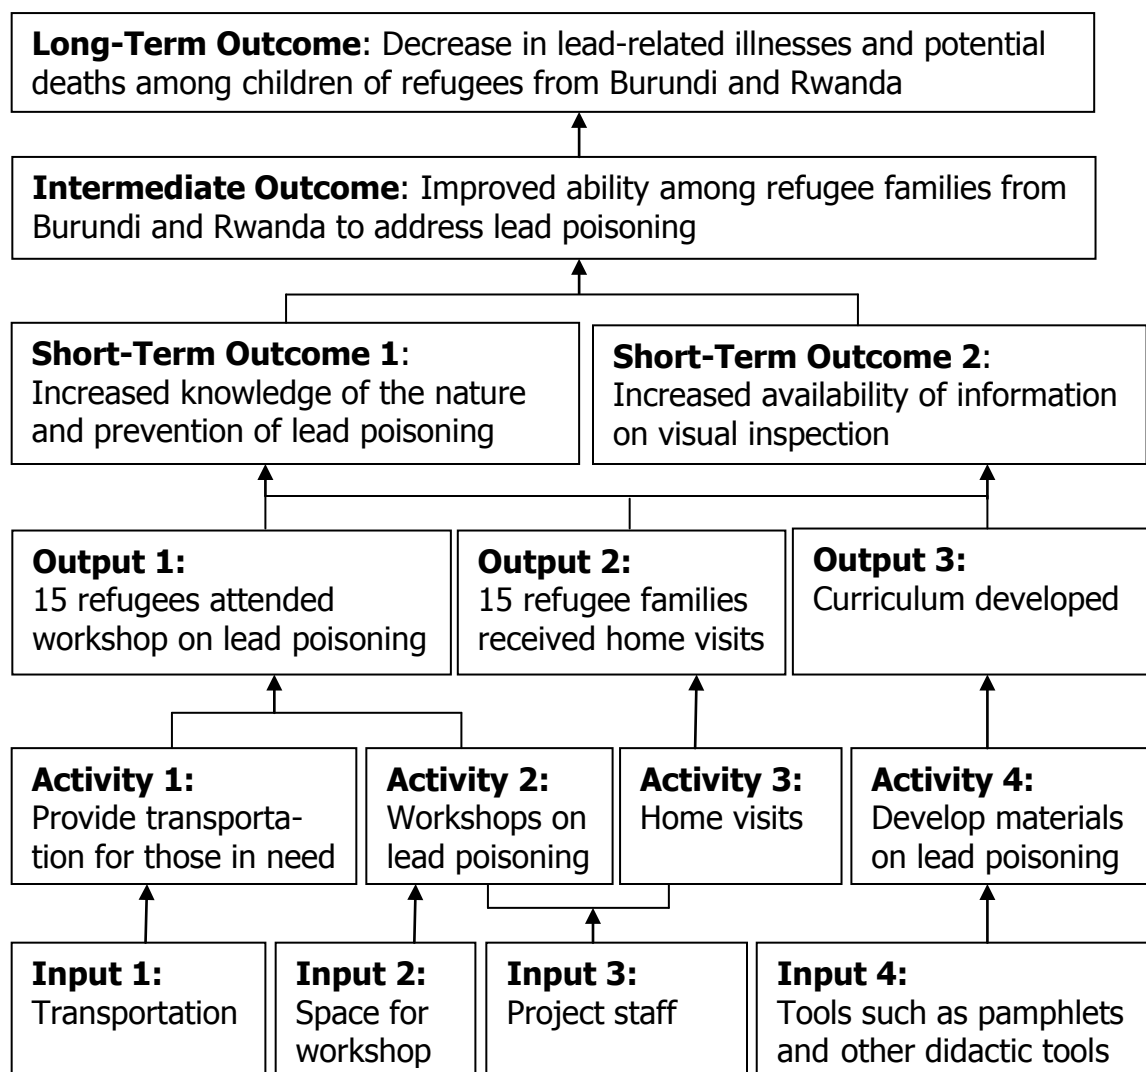 Long-Term Outcome: Decrease in lead-related illnesses and potential
deaths among children of refugees from Burundi and Rwanda
Intermediate Outcome: Improved ability among refugee families from
Burundi and Rwanda to address lead poisoning
Short-Term Outcome 1:
Increased knowledge of the nature
and prevention of lead poisoning
Short-Term Outcome 2:
Increased availability of information
on visual inspection
Output 1:
15 refugees attended
workshop on lead poisoning
Output 2:
15 refugee families
received home visits
Output 3:
Curriculum developed
Activity 1:
Provide transporta-
tion for those in need
Activity 2:
Workshops on
lead poisoning
Activity 3:
Home visits
Activity 4:
Develop materials
on lead poisoning
Input 1:
Transportation
Input 2:
Space for
workshop
Input 3:
Project staff
Input 4:
Tools such as pamphlets
and other didactic tools